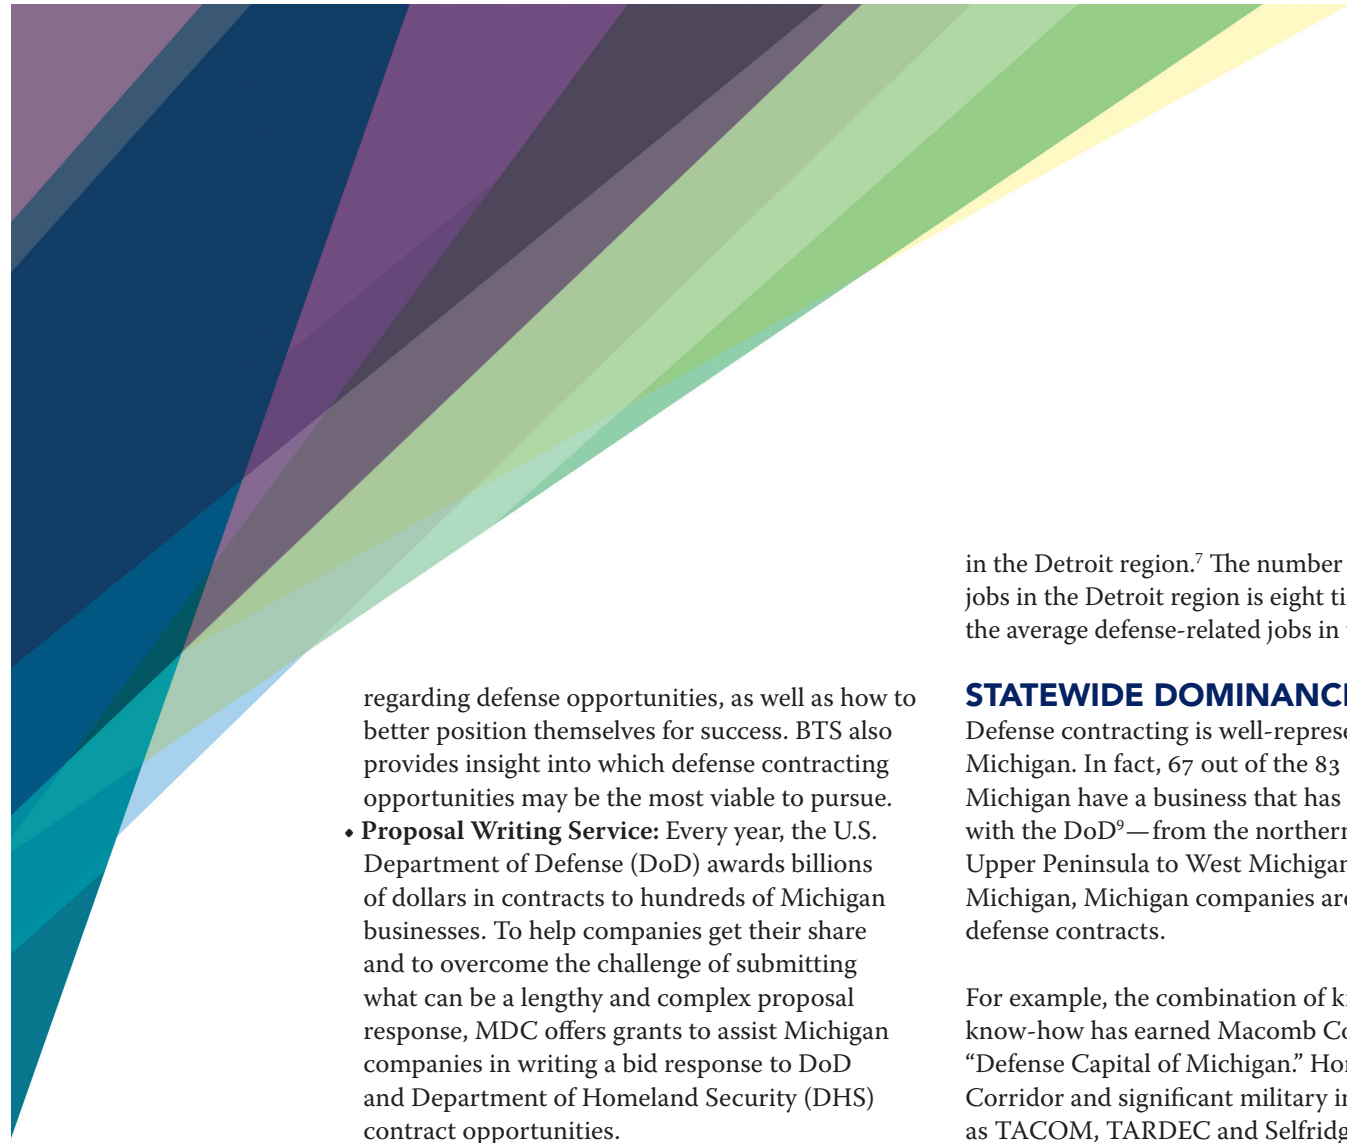 regarding defense opportunities, as well as how to
better position themselves for success. BTS also
provides insight into which defense contracting
opportunities may be the most viable to pursue.
• Proposal Writing Service: Every year, the U.S.
Department of Defense (DoD) awards billions
of dollars in contracts to hundreds of Michigan
businesses. To help companies get their share
and to overcome the challenge of submitting
what can be a lengthy and complex proposal
response, MDC offers grants to assist Michigan
companies in writing a bid response to DoD
and Department of Homeland Security (DHS)
contract opportunities.
in the Detroit region.⁷ The number
jobs in the Detroit region is eight
the average defense-related jobs in
STATEWIDE
Defense contracting is
Michigan. In fact, 67 out of the 83
Michigan have a business that has
with the DoD⁹—from the northern
Upper Peninsula to West Michigan
Michigan, Michigan companies are
defense contracts.
For example, the combination of
know-how has earned Macomb
“Defense Capital of Michigan.”
Corridor and significant military
as TACOM, TARDEC and